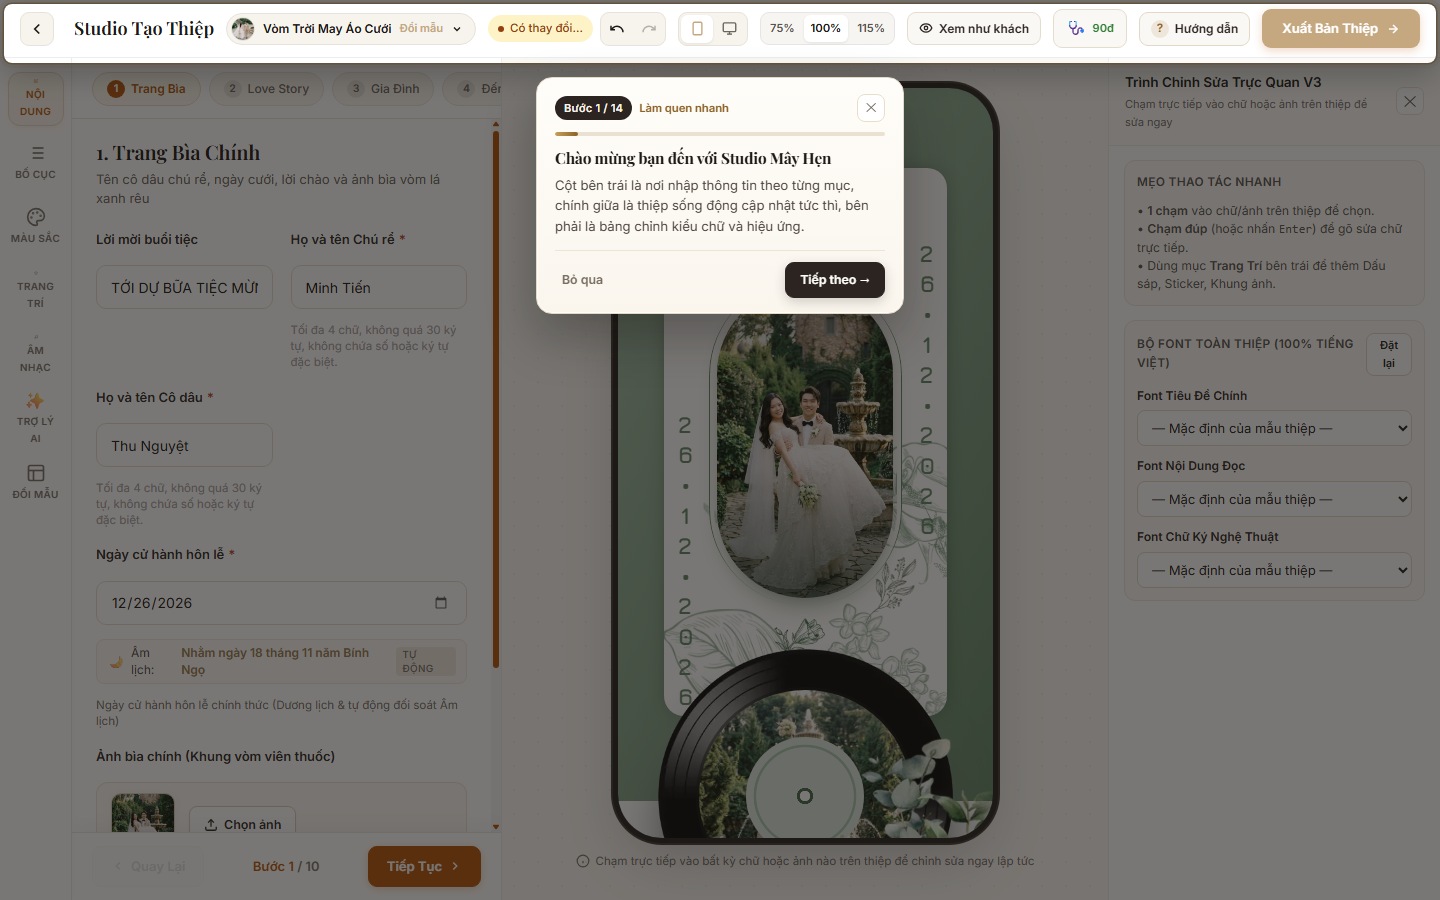 Studio Tạo Thiệp
Vòm Trời May Áo Cưới Đổi mẫu
Có thay đổi...
75% 100% 115%
Xem như khách
90đ
? Hướng dẫn
Xuất Bản Thiệp →
NỘI
DUNG
BỐ CỤC
MÀU SẮC
TRANG
TRÍ
ÂM
NHẠC
TRỢ LÝ
AI
ĐỔI MẪU
1 Trang Bìa
2 Love Story
3 Gia Đình
1. Trang Bìa Chính
Tên cô dâu chú rể, ngày cưới, lời chào và ảnh bìa vòm lá
xanh rêu
Lời mời buổi tiệc
Họ và tên Chú rể *
TỚI DỰ BỮA TIỆC MỪN
Minh Tiến
Tối đa 4 chữ, không quá 30 ký
tự, không chứa số hoặc ký tự
đặc biệt.
Họ và tên Cô dâu *
Thu Nguyệt
Tối đa 4 chữ, không quá 30 ký
tự, không chứa số hoặc ký tự
đặc biệt.
Ngày cử hành hôn lễ *
12/26/2026
Âm
lịch:
Nhằm ngày 18 tháng 11 năm Bính
Ngọ
TỰ
ĐỘNG
Ngày cử hành hôn lễ chính thức (Dương lịch & tự động đối soát Âm
lịch)
Ảnh bìa chính (Khung vòm viên thuốc)
Chọn ảnh
Quay Lại
Bước 1 / 10
Tiếp Tục
Bước 1 / 14
Làm quen nhanh
Chào mừng bạn đến với Studio Mây Hẹn
Cột bên trái là nơi nhập thông tin theo từng mục,
chính giữa là thiệp sống động cập nhật tức thì, bên
phải là bảng chỉnh kiểu chữ và hiệu ứng.
Bỏ qua
Tiếp theo →
26•12•2026
26•12•2026
Chạm trực tiếp vào bất kỳ chữ hoặc ảnh nào trên thiệp để chỉnh sửa ngay lập tức
Trình Chỉnh Sửa Trực Quan V3
Chạm trực tiếp vào chữ hoặc ảnh trên thiệp để
sửa ngay
MẸO THAO TÁC NHANH
• 1 chạm vào chữ/ảnh trên thiệp để chọn.
• Chạm đúp (hoặc nhấn Enter) để gõ sửa chữ
trực tiếp.
• Dùng mục Trang Trí bên trái để thêm Dấu
sáp, Sticker, Khung ảnh.
BỘ FONT TOÀN THIỆP (100% TIẾNG
VIỆT)
Đặt
lại
Font Tiêu Đề Chính
— Mặc định của mẫu thiệp —
Font Nội Dung Đọc
— Mặc định của mẫu thiệp —
Font Chữ Ký Nghệ Thuật
— Mặc định của mẫu thiệp —